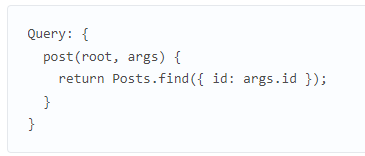 Query: {
  post(root, args) {
    return Posts.find({ id: args.id });
  }
}